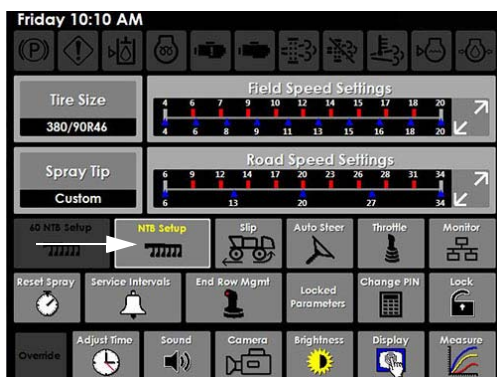 Friday 10:10 AM
(P)
Tire Size
380/90R46
Field Speed Settings
4 6 7 9 10 12 14 15 17 18 20
4 6 8 9 11 13 15 16 18 20
Spray Tip
Custom
Road Speed Settings
6 9 12 14 17 20 23 26 28 31 34
6 13 20 27 34
60 NTB Setup
NTB Setup
Slip
Auto Steer
Throttle
Monitor
Reset Spray
Service Intervals
End Row Mgmt
Locked
Parameters
Change PIN
Lock
Override
Adjust Time
Sound
Camera
Brightness
Display
Measure